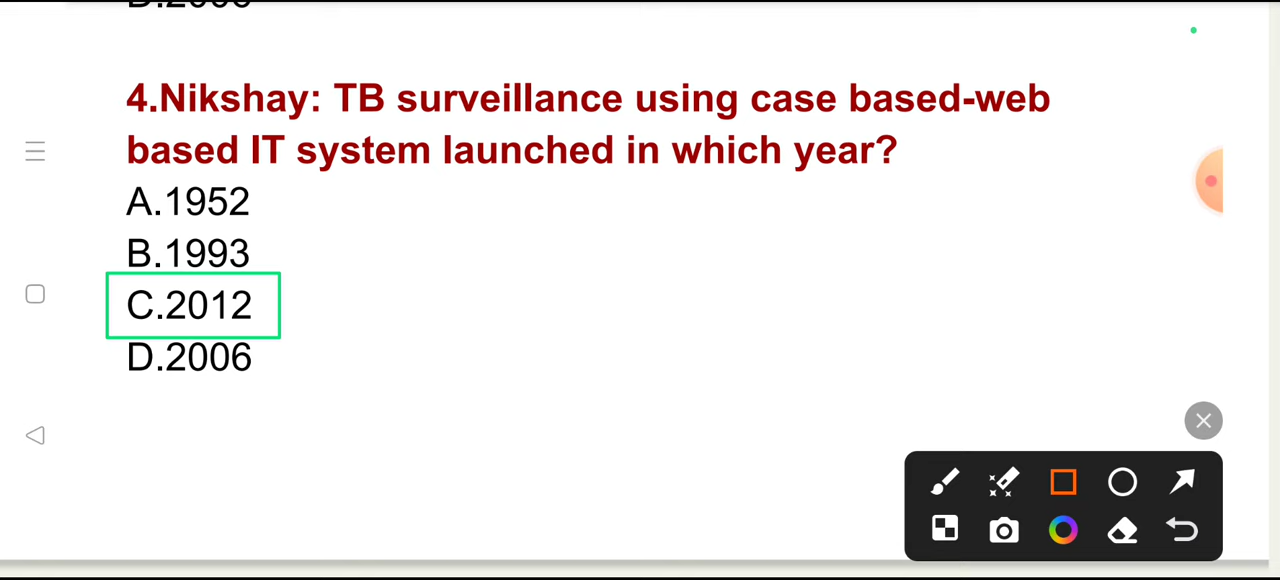 4.Nikshay: TB surveillance using case based-web
based IT system launched in which year?
A.1952
B.1993
C.2012
D.2006